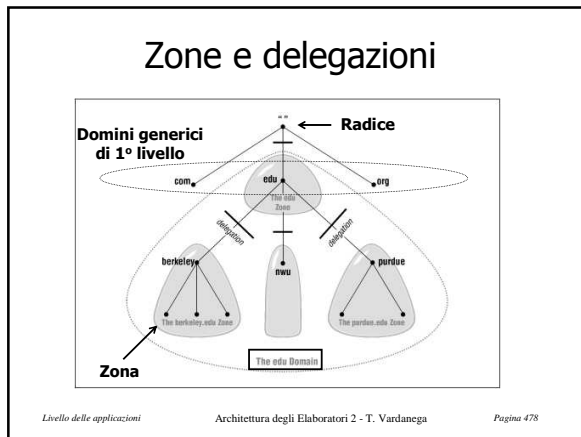 Zone e delegazioni
" "
Radice
Domini generici
di 1º livello
com
edu
org
The edu
Zone
delegation
delegation
berkeley
nwu
purdue
The berkeley.edu Zone
The purdue.edu Zone
Zona
The edu Domain
Livello delle applicazioni
Architettura degli Elaboratori 2 - T. Vardanega
Pagina 478